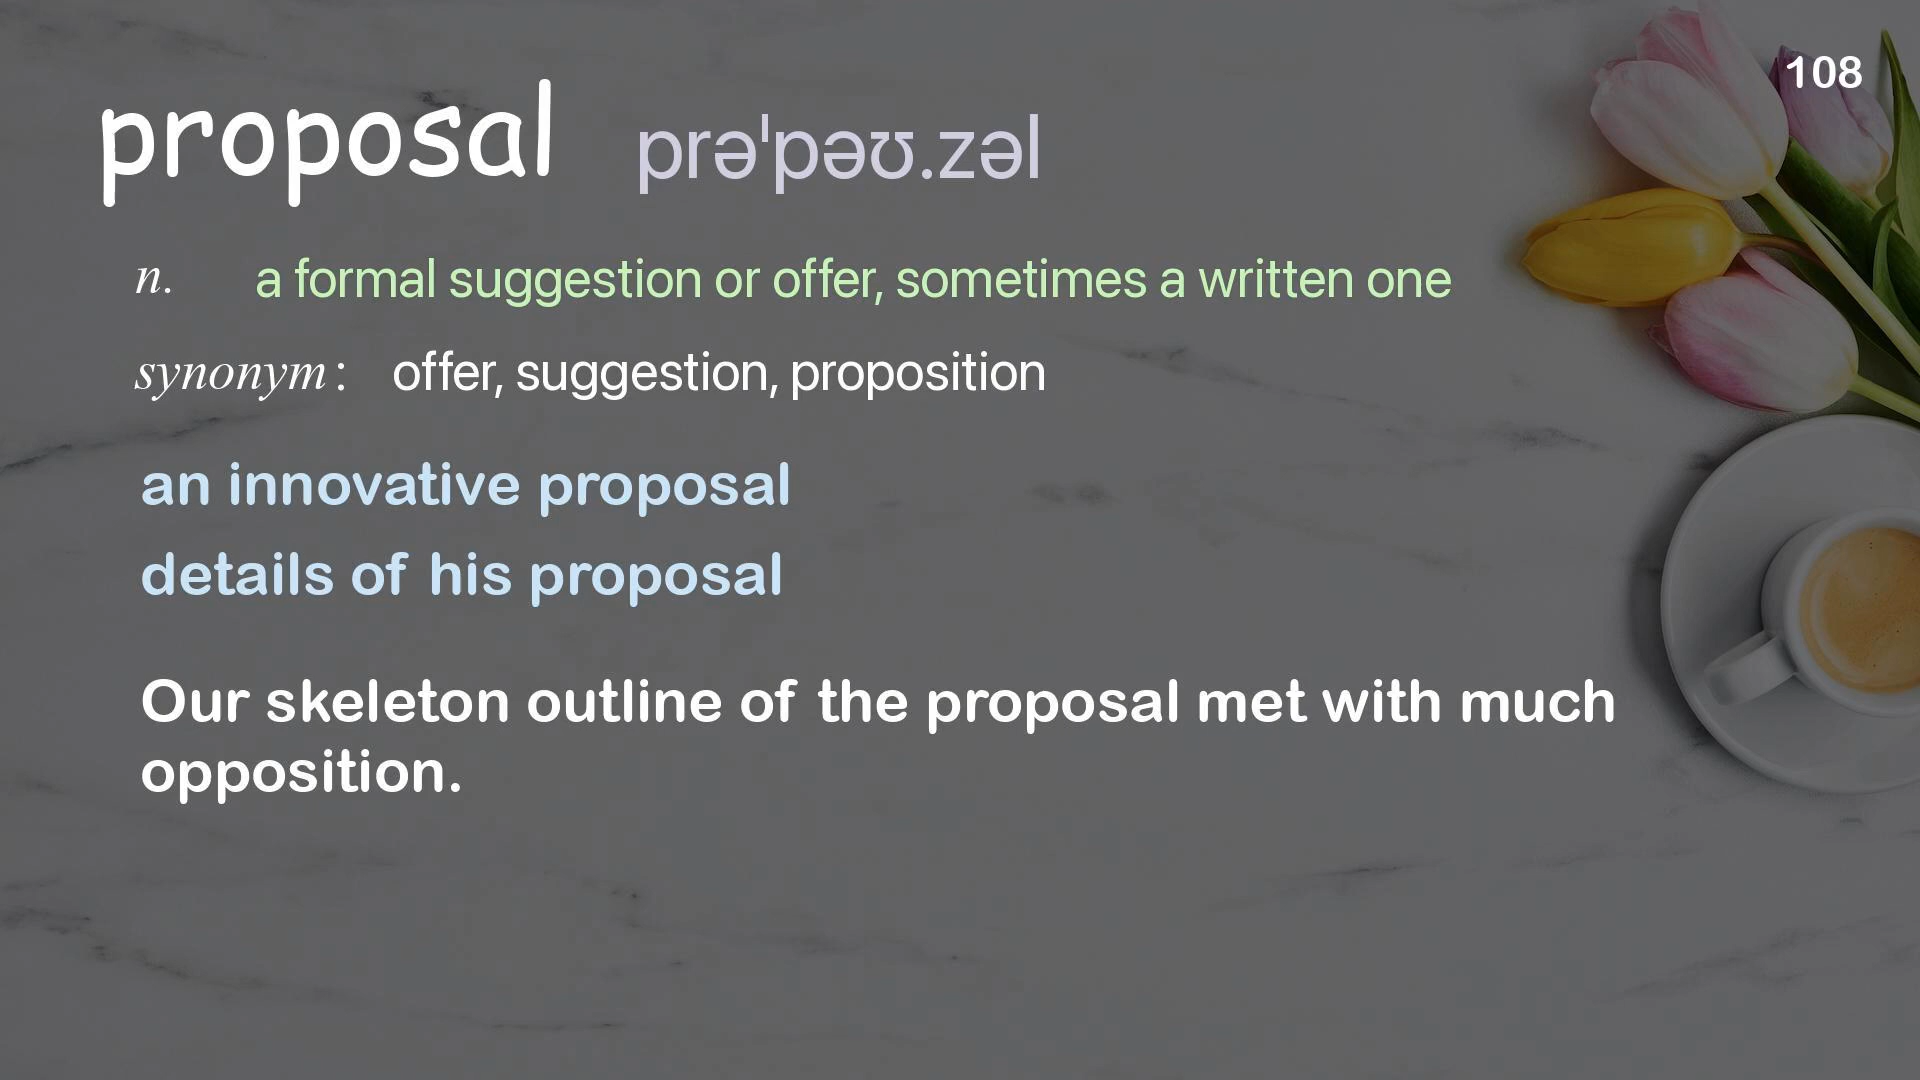 108
proposal prəˈpəʊ.zəl
n. a formal suggestion or offer, sometimes a written one
synonym: offer, suggestion, proposition
an innovative proposal
details of his proposal
Our skeleton outline of the proposal met with much
opposition.